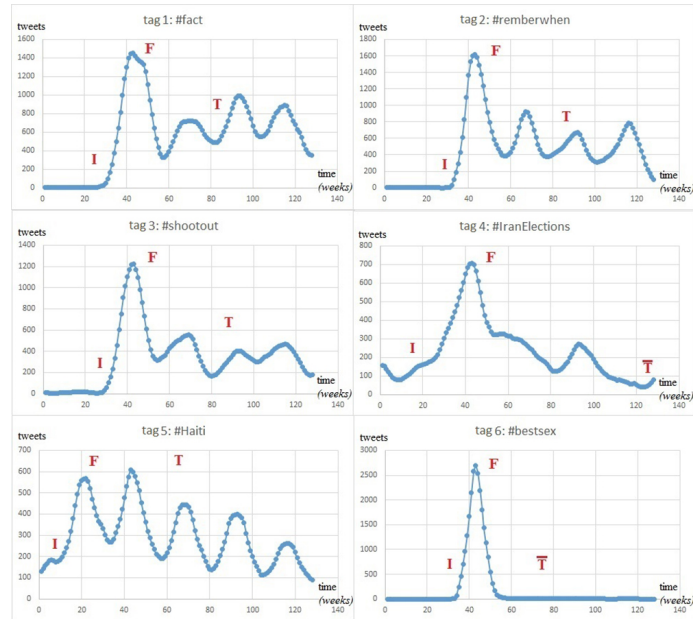 tag 1: #fact
tweets
1600
1400
1200
1000
800
600
400
200
0
F
T
I
time
(weeks)
0 20 40 60 80 100 120 140
tag 2: #remberwhen
tweets
1800
1600
1400
1200
1000
800
600
400
200
0
F
T
I
time
(weeks)
0 20 40 60 80 100 120 140
tag 3: #shootout
tweets
1400
1200
1000
800
600
400
200
0
F
T
I
time
(weeks)
0 20 40 60 80 100 120 140
tag 4: #IranElections
tweets
800
700
600
500
400
300
200
100
0
F
I
T̅
time
(weeks)
0 20 40 60 80 100 120 140
tag 5: #Haiti
tweets
700
600
500
400
300
200
100
0
F
T
I
time
(weeks)
0 20 40 60 80 100 120 140
tag 6: #bestsex
tweets
3000
2500
2000
1500
1000
500
0
F
I
T̅
time
(weeks)
0 20 40 60 80 100 120 140